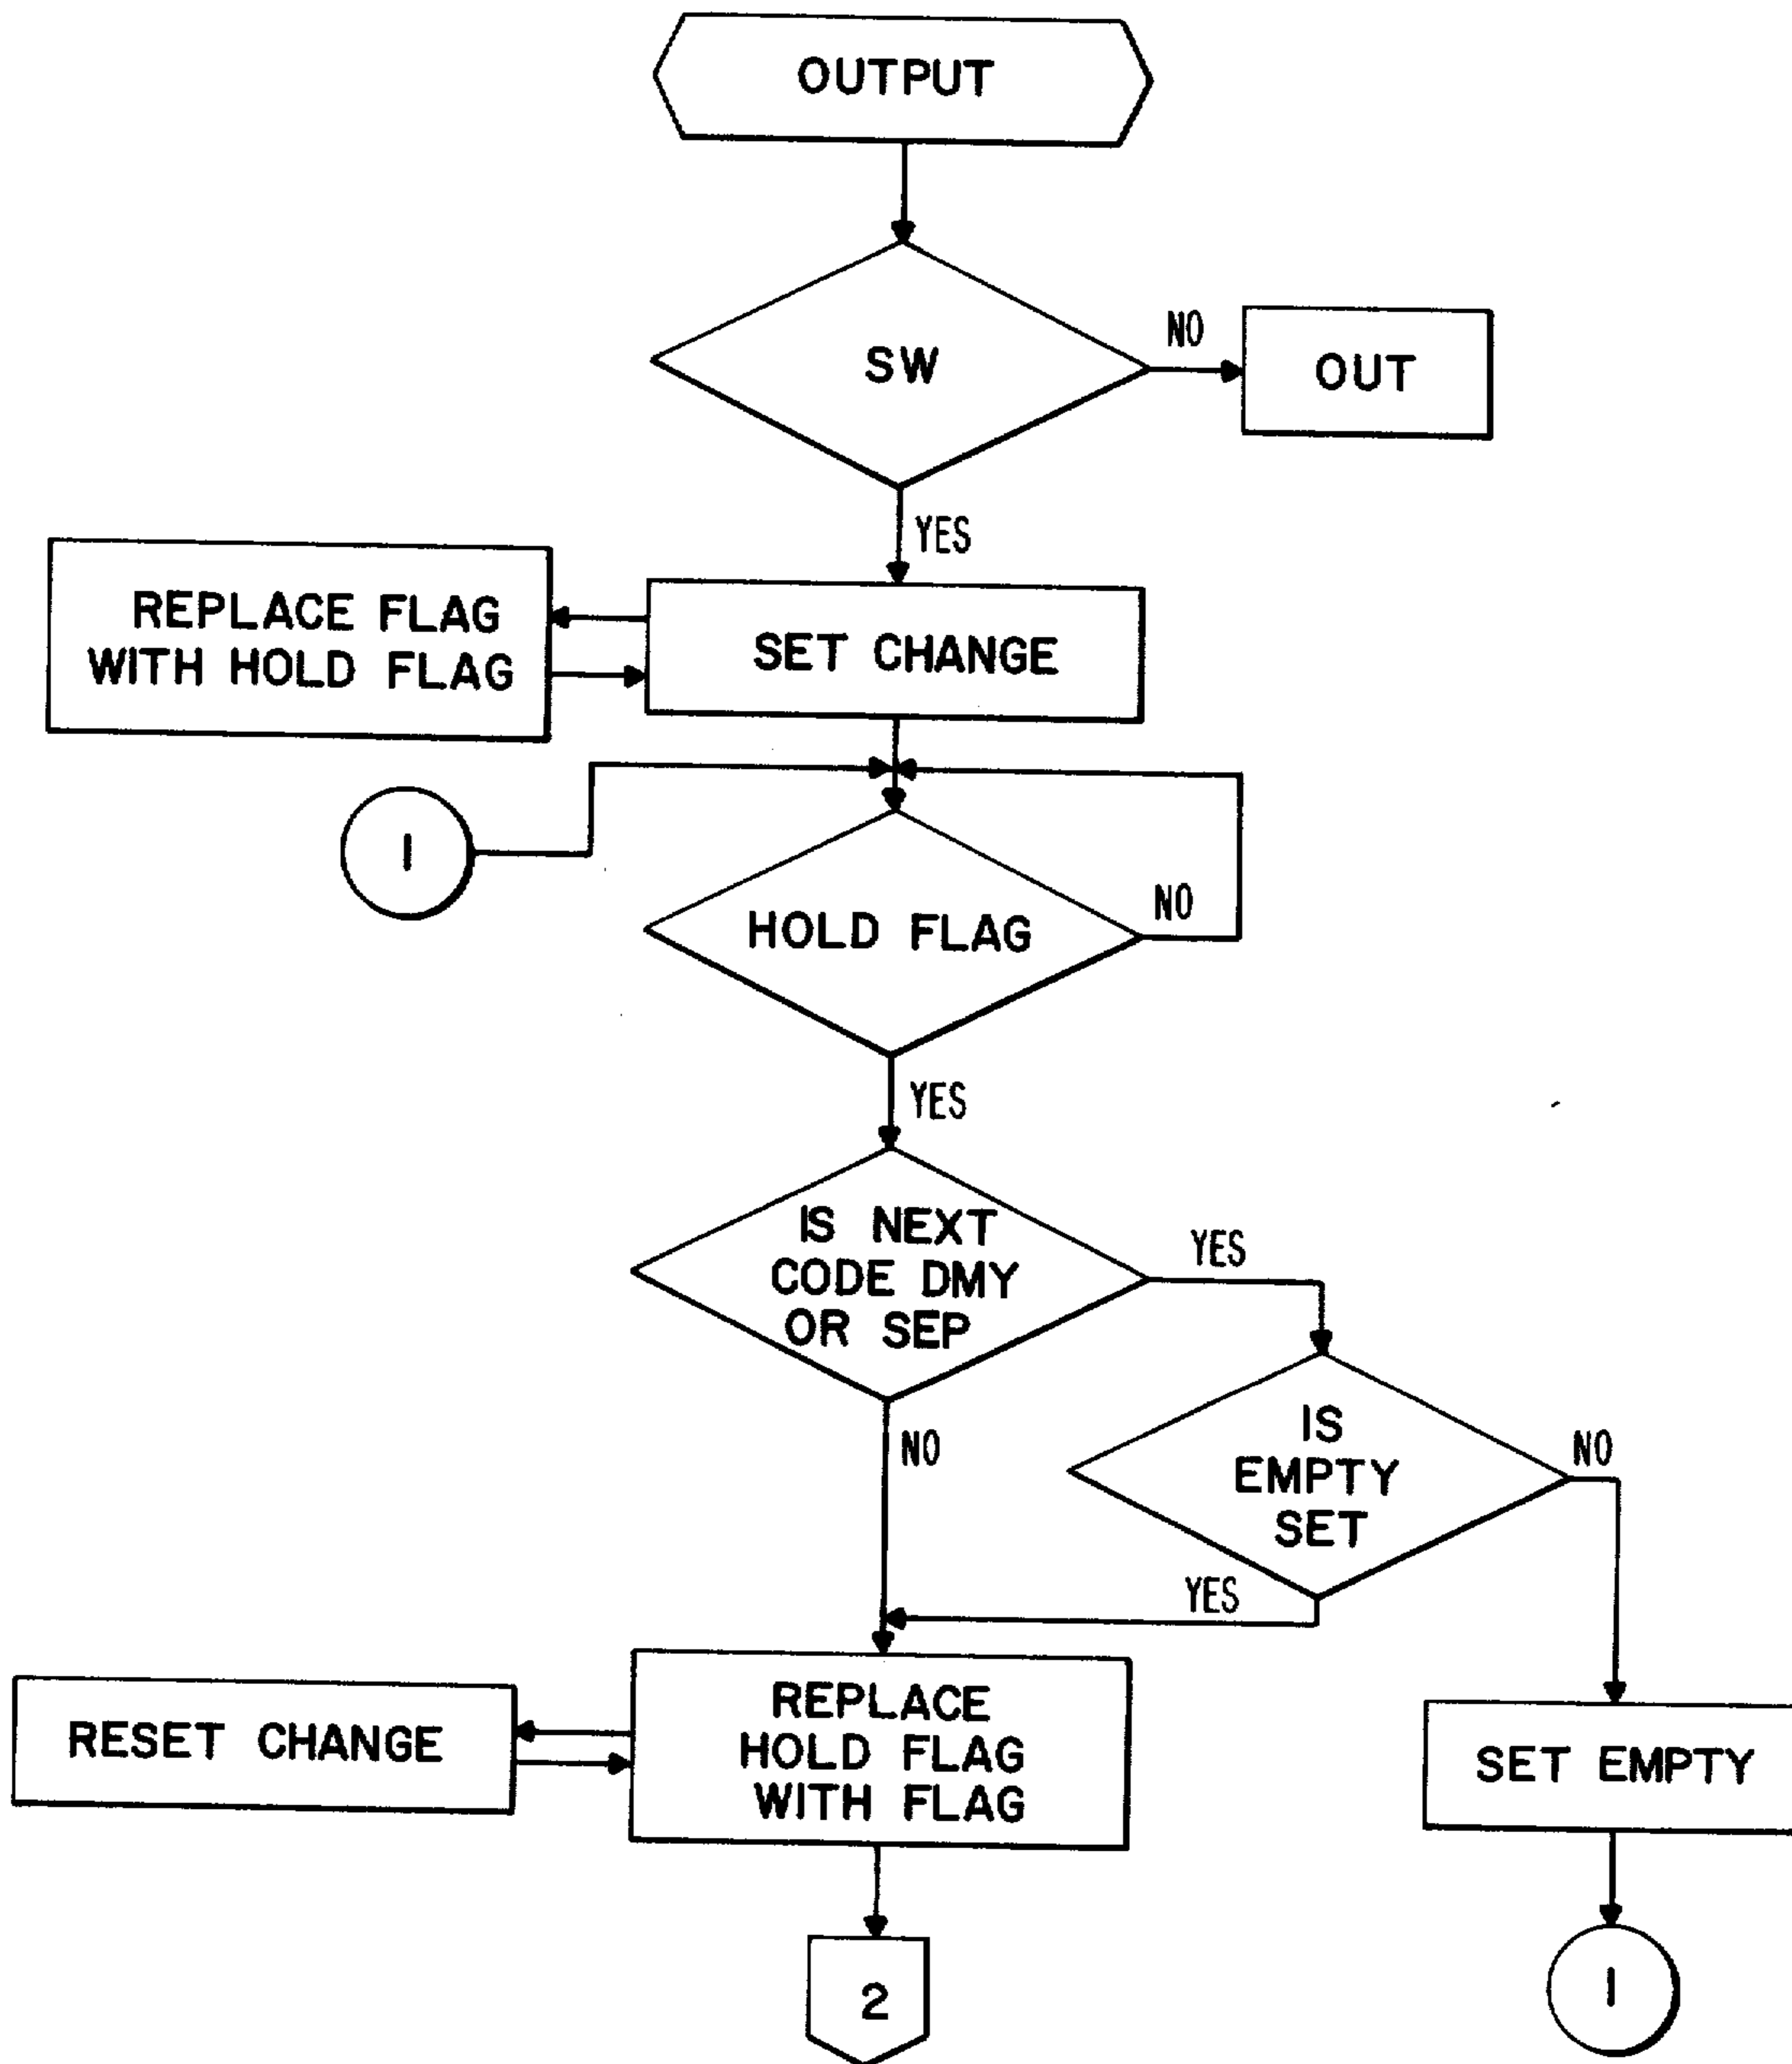 OUTPUT
SW
NO
OUT
YES
REPLACE FLAG
WITH HOLD FLAG
SET CHANGE
1
HOLD FLAG
NO
YES
IS NEXT
CODE DMY
OR SEP
YES
NO
IS
EMPTY
SET
NO
YES
RESET CHANGE
REPLACE
HOLD FLAG
WITH FLAG
SET EMPTY
2
1